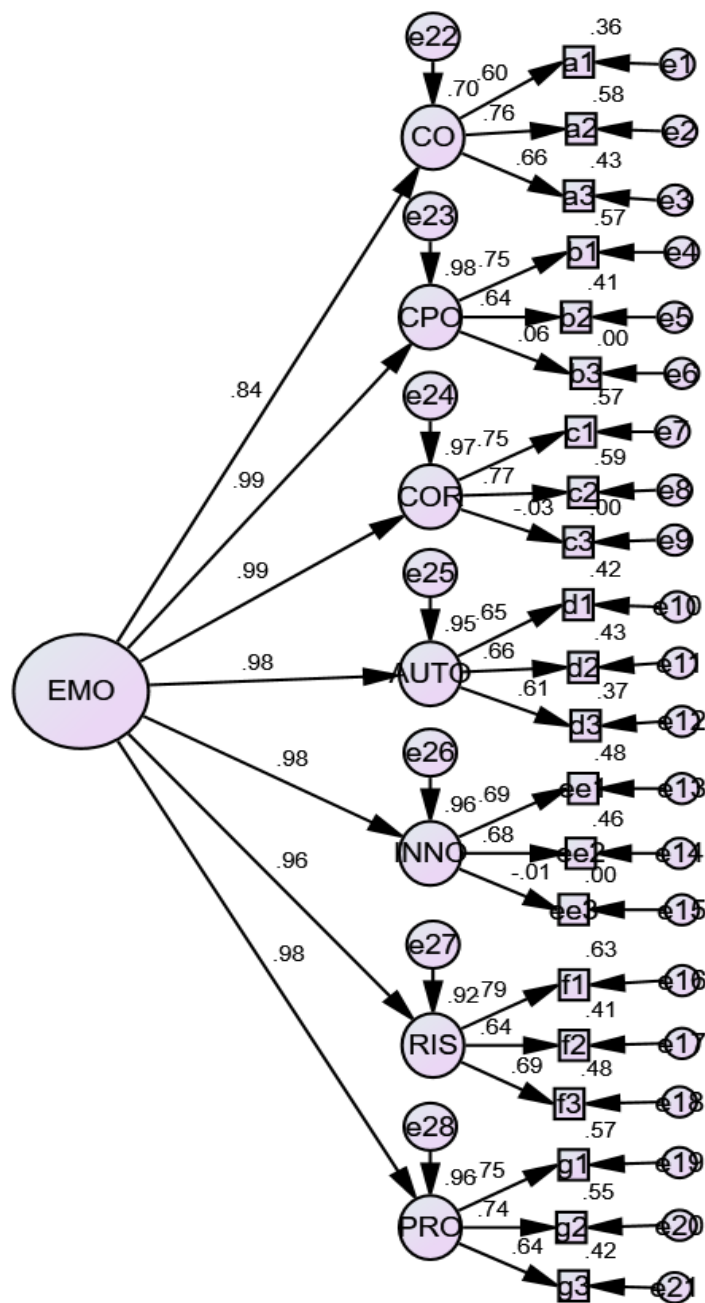 e22
.36
a1
e1
.70
.60
.58
CO
.76
a2
e2
.66
.43
a3
e3
e23
.57
.98
.75
b1
e4
.41
CPO
.64
b2
e5
.06
.00
b3
e6
.84
e24
.57
.97
.75
c1
e7
.99
.59
COR
.77
c2
e8
-.03
.00
c3
e9
.99
e25
.42
.95
.65
d1
e10
.43
EMO
.98
AUTO
.66
d2
e11
.61
.37
d3
e12
.98
e26
.48
.96
.69
ee1
e13
.46
INNO
.68
ee2
e14
-.01
.00
ee3
e15
.96
e27
.63
.92
.79
f1
e16
.98
.41
RIS
.64
f2
e17
.69
.48
f3
e18
e28
.57
.96
.75
g1
e19
.55
PRO
.74
g2
e20
.64
.42
g3
e21